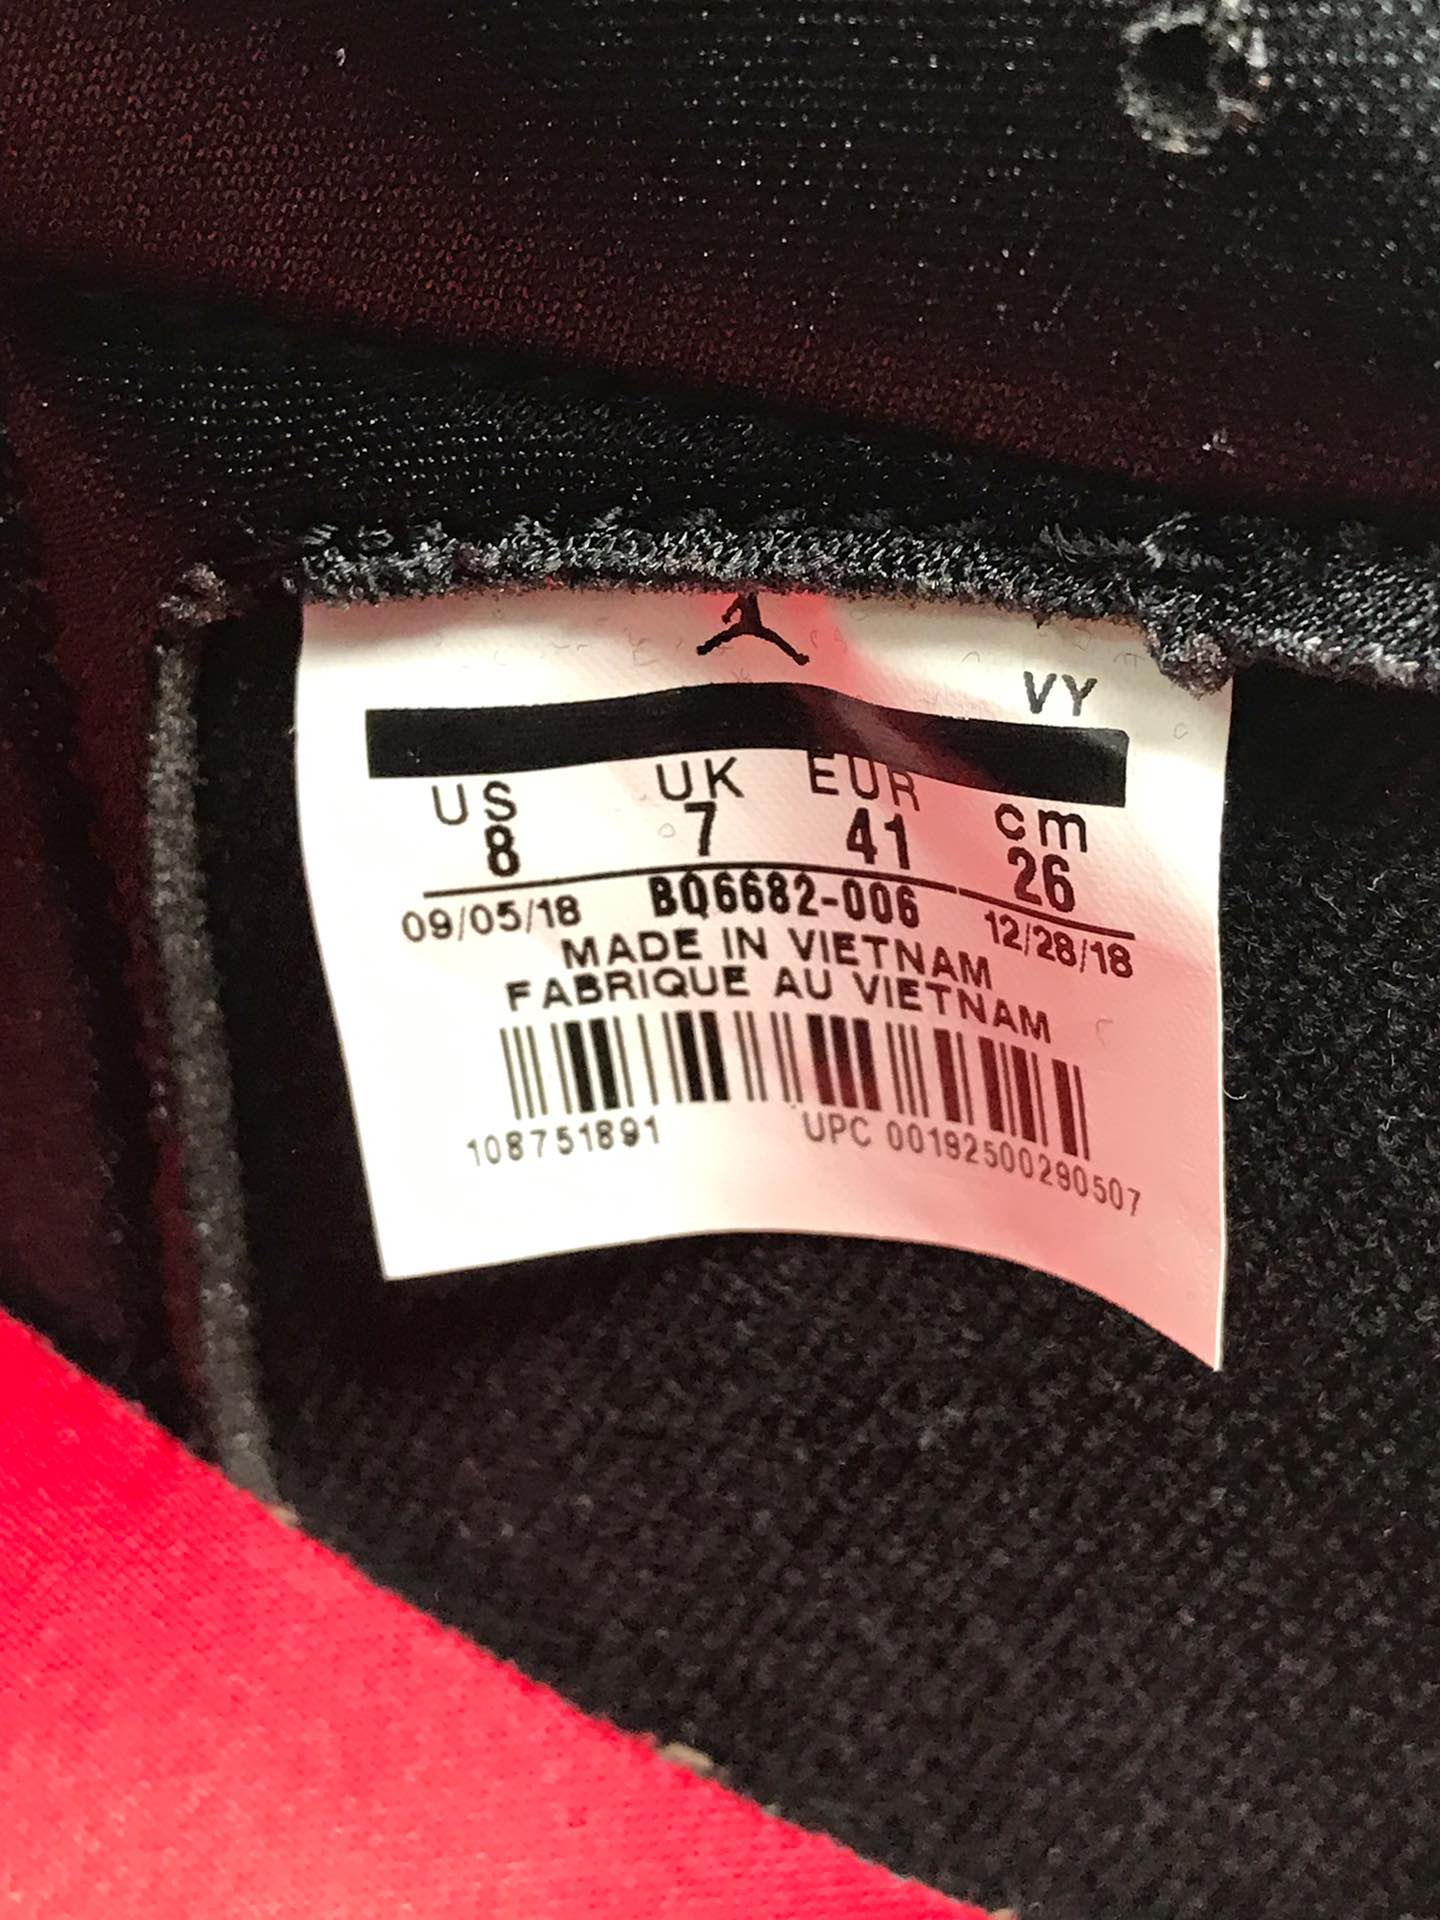 VY
US UK EUR cm
8 7 41 26
09/05/18 BQ6682-006 12/28/18
MADE IN VIETNAM
FABRIQUE AU VIETNAM
108751891 UPC 00192500290507